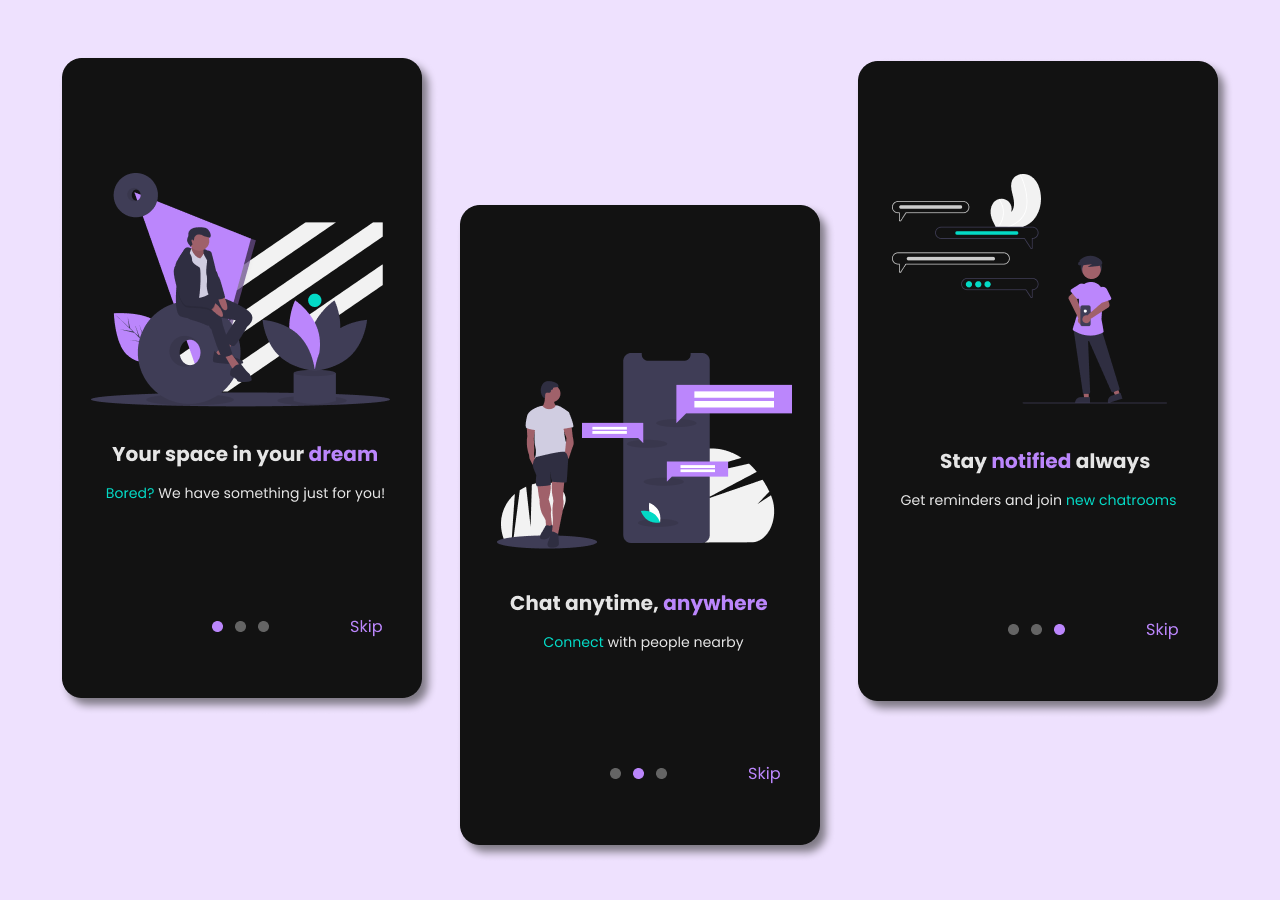 Your space in your dream
Bored? We have something just for you!
Skip
Chat anytime, anywhere
Connect with people nearby
Skip
Stay notified always
Get reminders and join new chatrooms
Skip